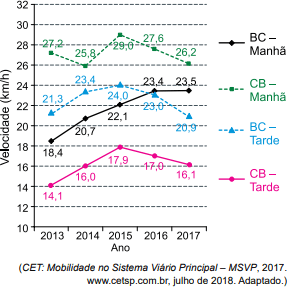 Velocidade (km/h)
32
30
28
26
24
22
20
18
16
14
12
10
27,2
25,8
29,0
27,6
26,2
21,3
23,4
24,0
23,0
20,9
18,4
20,7
22,1
23,4
23,5
14,1
16,0
17,9
17,0
16,1
2013 2014 2015 2016 2017
Ano
BC –
Manhã
CB –
Manhã
BC –
Tarde
CB –
Tarde
(CET: Mobilidade no Sistema Viário Principal – MSVP, 2017.
www.cetsp.com.br, julho de 2018. Adaptado.)